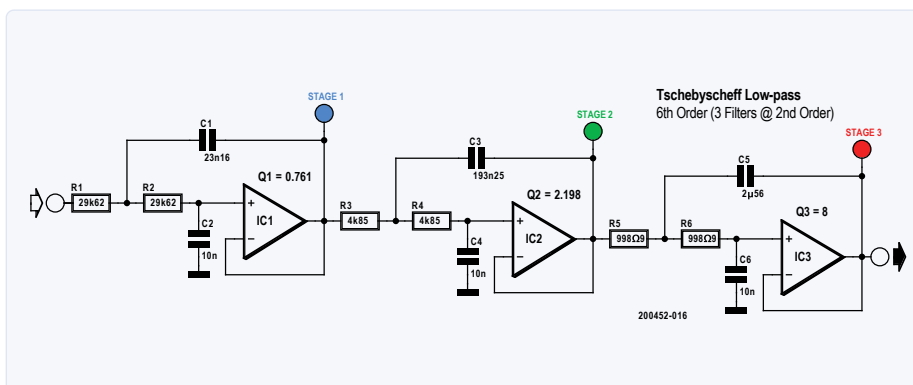 Tschebyscheff Low-pass
6th Order (3 Filters @ 2nd Order)
STAGE 1
STAGE 2
STAGE 3
C1
23n16
R1
29k62
R2
29k62
C2
10n
Q1 = 0.761
+
IC1
−
C3
193n25
R3
4k85
R4
4k85
C4
10n
Q2 = 2.198
+
IC2
−
C5
2µ56
R5
998Ω9
R6
998Ω9
C6
10n
Q3 = 8
+
IC3
−
200452-016